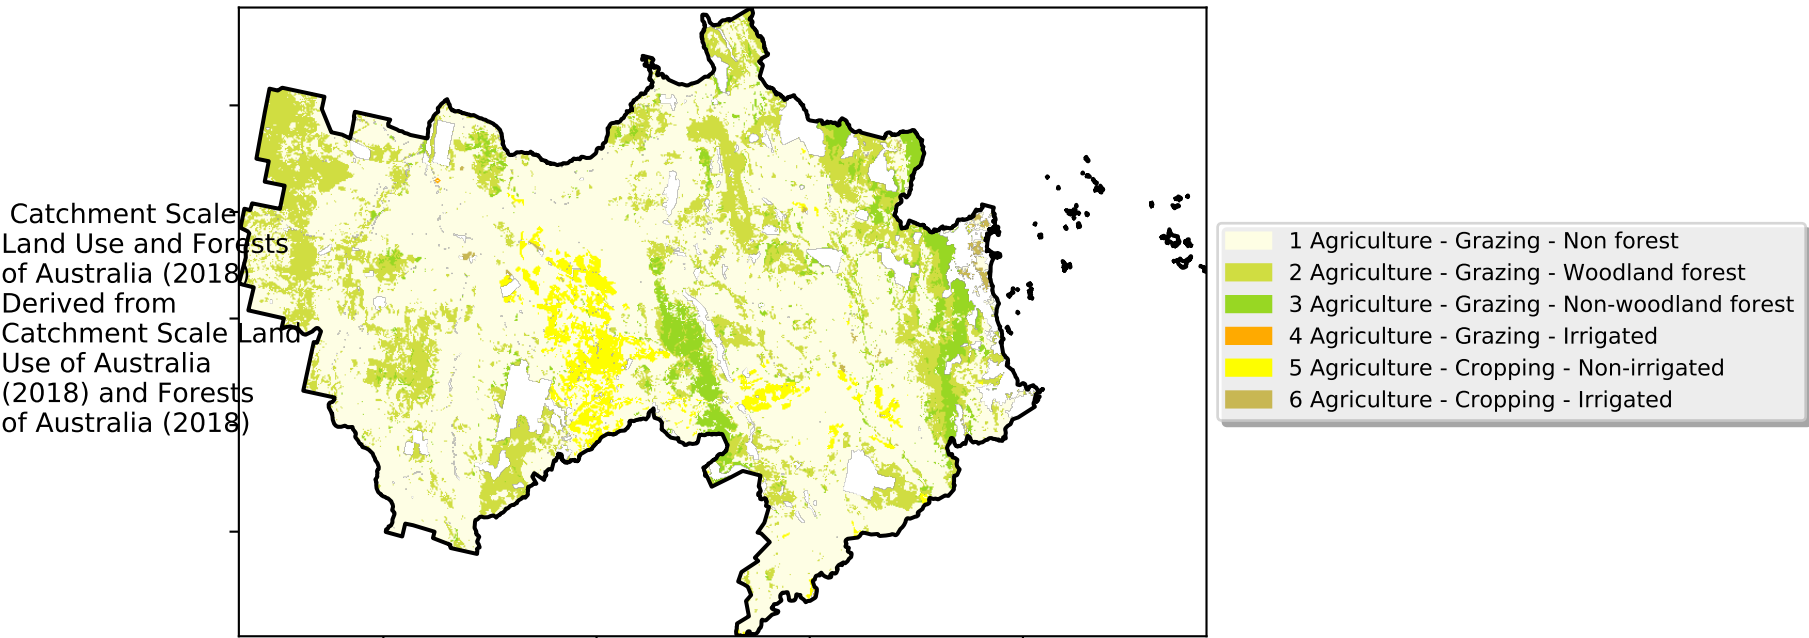 Catchment Scale
Land Use and Forests
of Australia (2018)
Derived from
Catchment Scale Land
Use of Australia
(2018) and Forests
of Australia (2018)
1 Agriculture - Grazing - Non forest
2 Agriculture - Grazing - Woodland forest
3 Agriculture - Grazing - Non-woodland forest
4 Agriculture - Grazing - Irrigated
5 Agriculture - Cropping - Non-irrigated
6 Agriculture - Cropping - Irrigated